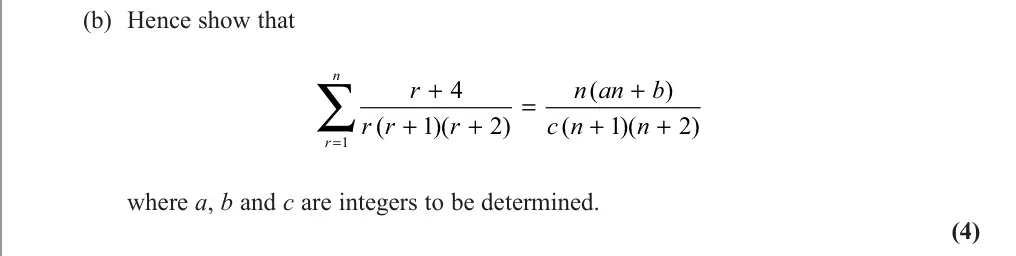 (b) Hence show that
n
∑ r + 4 / r(r + 1)(r + 2) = n(an + b) / c(n + 1)(n + 2)
r=1
where a, b and c are integers to be determined.
(4)